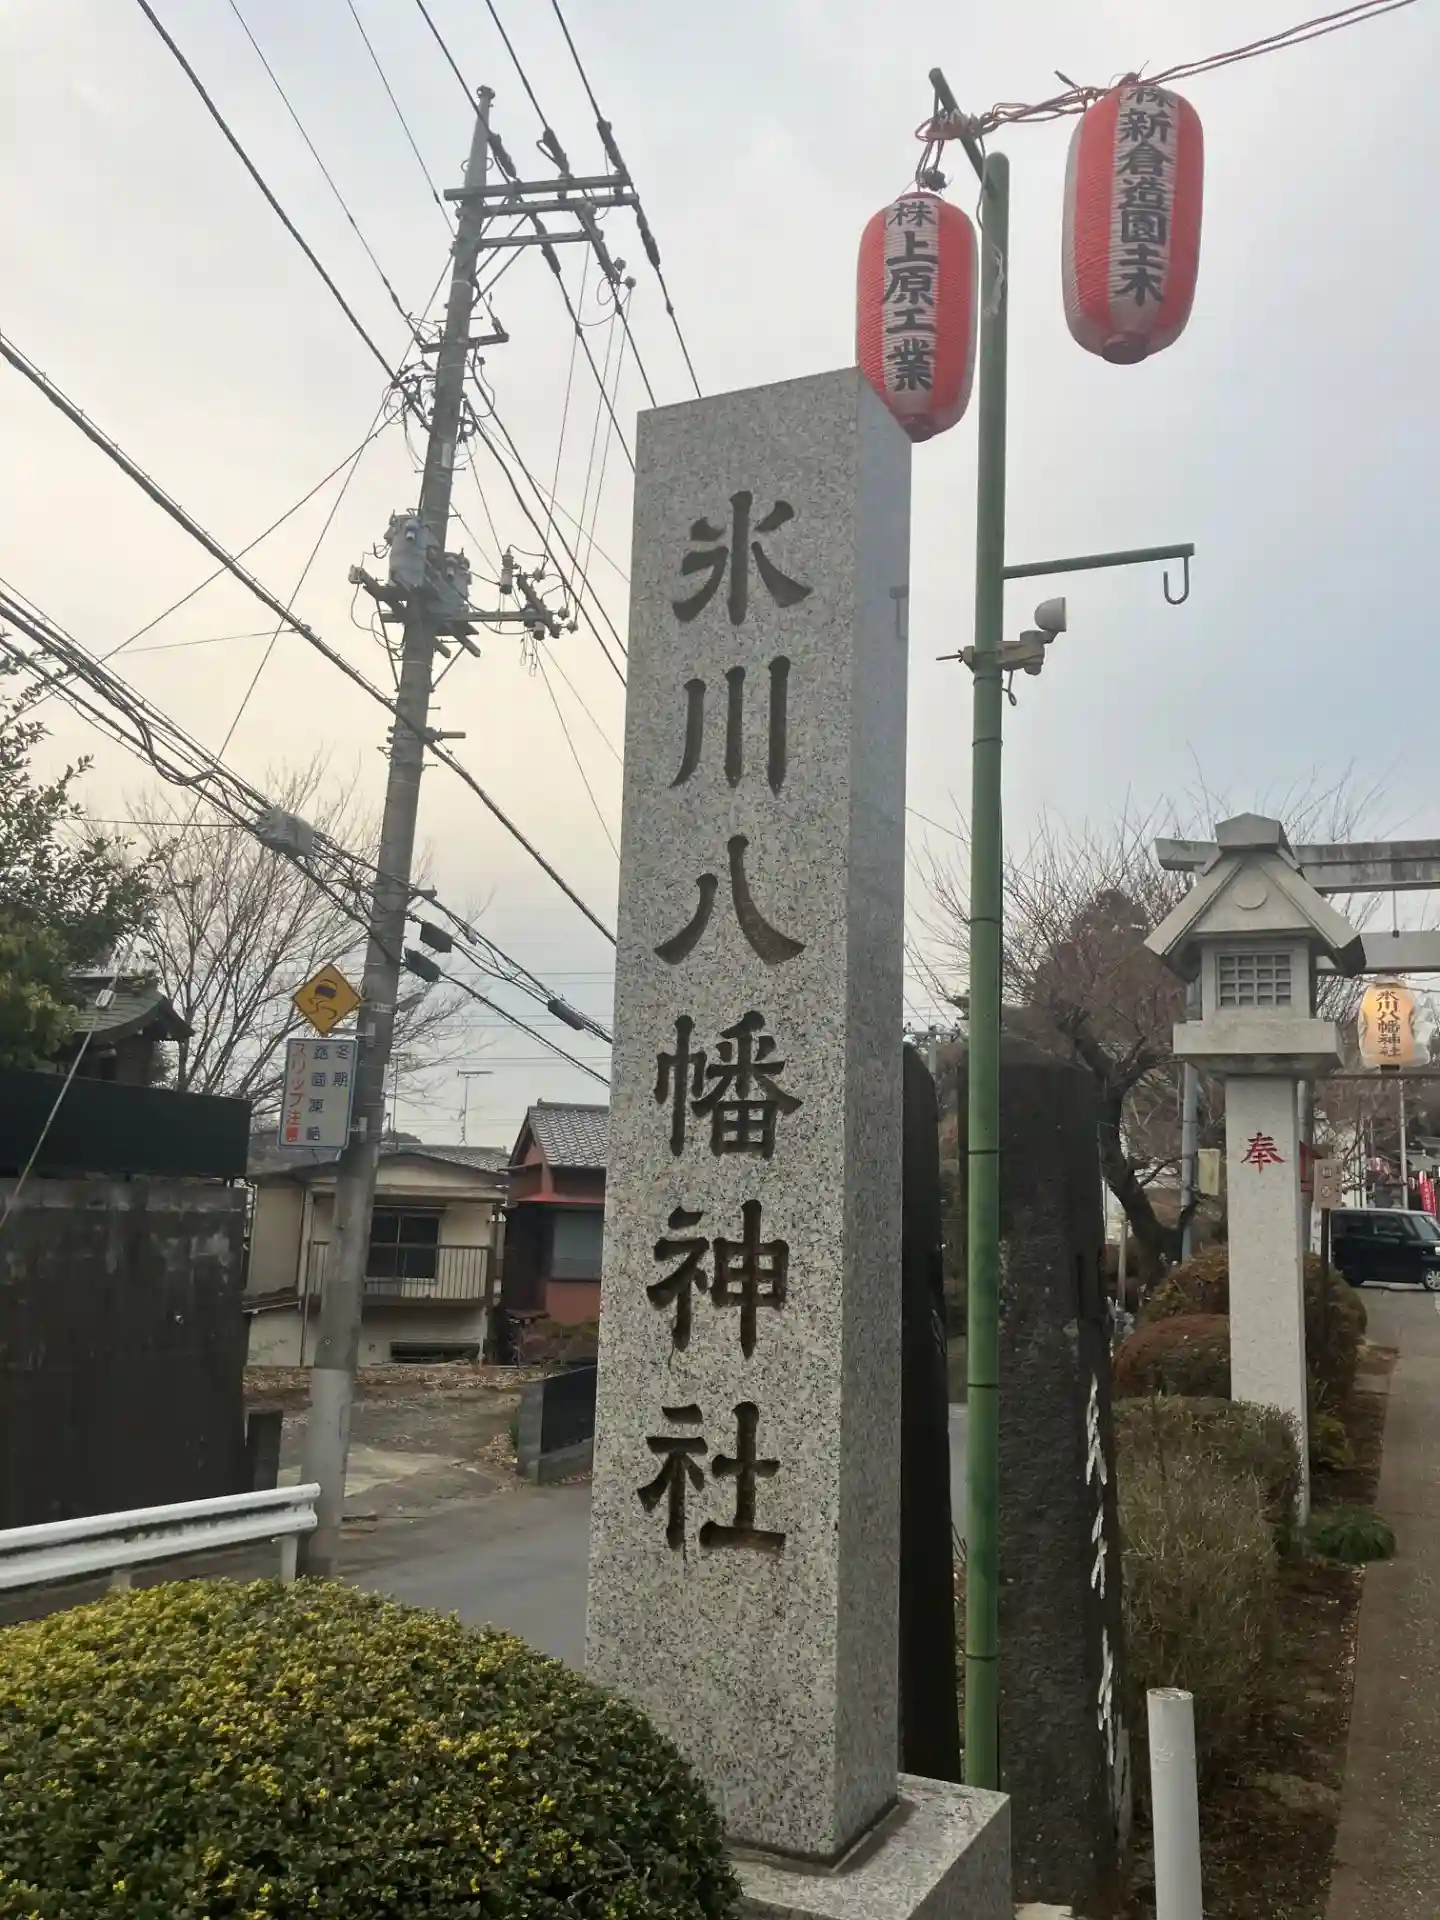 氷川八幡神社
株上原工業
株新倉造園土木
冬期
路面凍結
スリップ注意
氷川八幡神社
奉